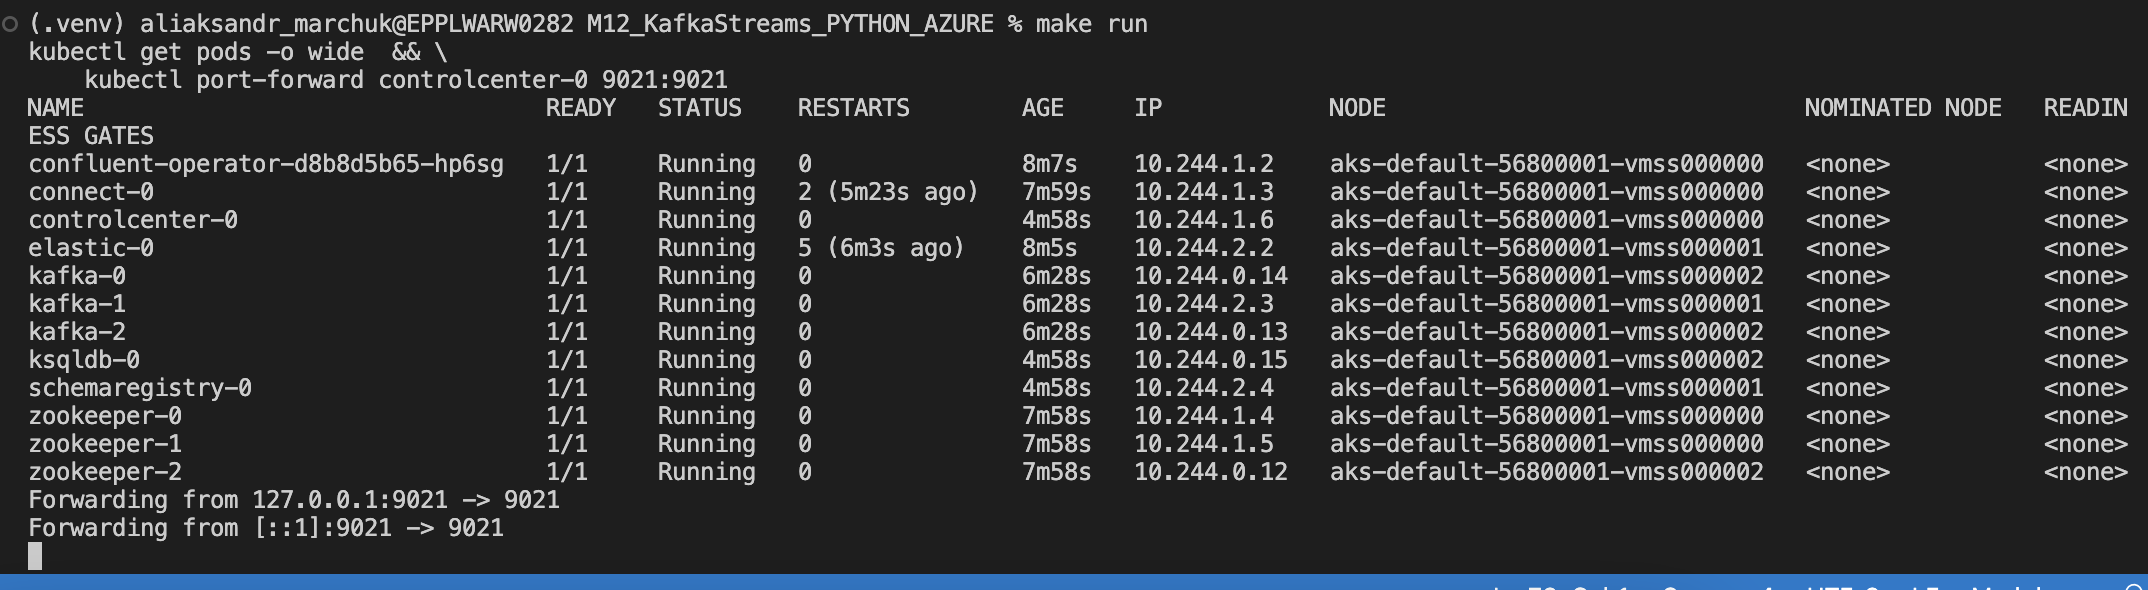 (.venv) aliaksandr_marchuk@EPPLWARW0282 M12_KafkaStreams_PYTHON_AZURE % make run
kubectl get pods -o wide  && \
    kubectl port-forward controlcenter-0 9021:9021
NAME                                 READY   STATUS    RESTARTS        AGE     IP            NODE                              NOMINATED NODE   READIN
ESS GATES
confluent-operator-d8b8d5b65-hp6sg   1/1     Running   0               8m7s    10.244.1.2    aks-default-56800001-vmss000000   <none>           <none>
connect-0                            1/1     Running   2 (5m23s ago)   7m59s   10.244.1.3    aks-default-56800001-vmss000000   <none>           <none>
controlcenter-0                      1/1     Running   0               4m58s   10.244.1.6    aks-default-56800001-vmss000000   <none>           <none>
elastic-0                            1/1     Running   5 (6m3s ago)    8m5s    10.244.2.2    aks-default-56800001-vmss000001   <none>           <none>
kafka-0                              1/1     Running   0               6m28s   10.244.0.14   aks-default-56800001-vmss000002   <none>           <none>
kafka-1                              1/1     Running   0               6m28s   10.244.2.3    aks-default-56800001-vmss000001   <none>           <none>
kafka-2                              1/1     Running   0               6m28s   10.244.0.13   aks-default-56800001-vmss000002   <none>           <none>
ksqldb-0                             1/1     Running   0               4m58s   10.244.0.15   aks-default-56800001-vmss000002   <none>           <none>
schemaregistry-0                     1/1     Running   0               4m58s   10.244.2.4    aks-default-56800001-vmss000001   <none>           <none>
zookeeper-0                          1/1     Running   0               7m58s   10.244.1.4    aks-default-56800001-vmss000000   <none>           <none>
zookeeper-1                          1/1     Running   0               7m58s   10.244.1.5    aks-default-56800001-vmss000000   <none>           <none>
zookeeper-2                          1/1     Running   0               7m58s   10.244.0.12   aks-default-56800001-vmss000002   <none>           <none>
Forwarding from 127.0.0.1:9021 -> 9021
Forwarding from [::1]:9021 -> 9021